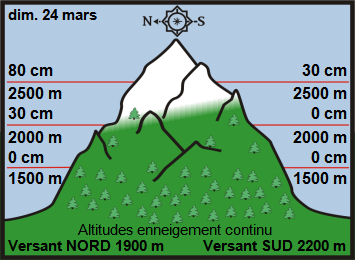 dim. 24 mars
N S
80 cm 30 cm
2500 m 2500 m
30 cm 0 cm
2000 m 2000 m
0 cm 0 cm
1500 m 1500 m
Altitudes enneigement continu
Versant NORD 1900 m Versant SUD 2200 m